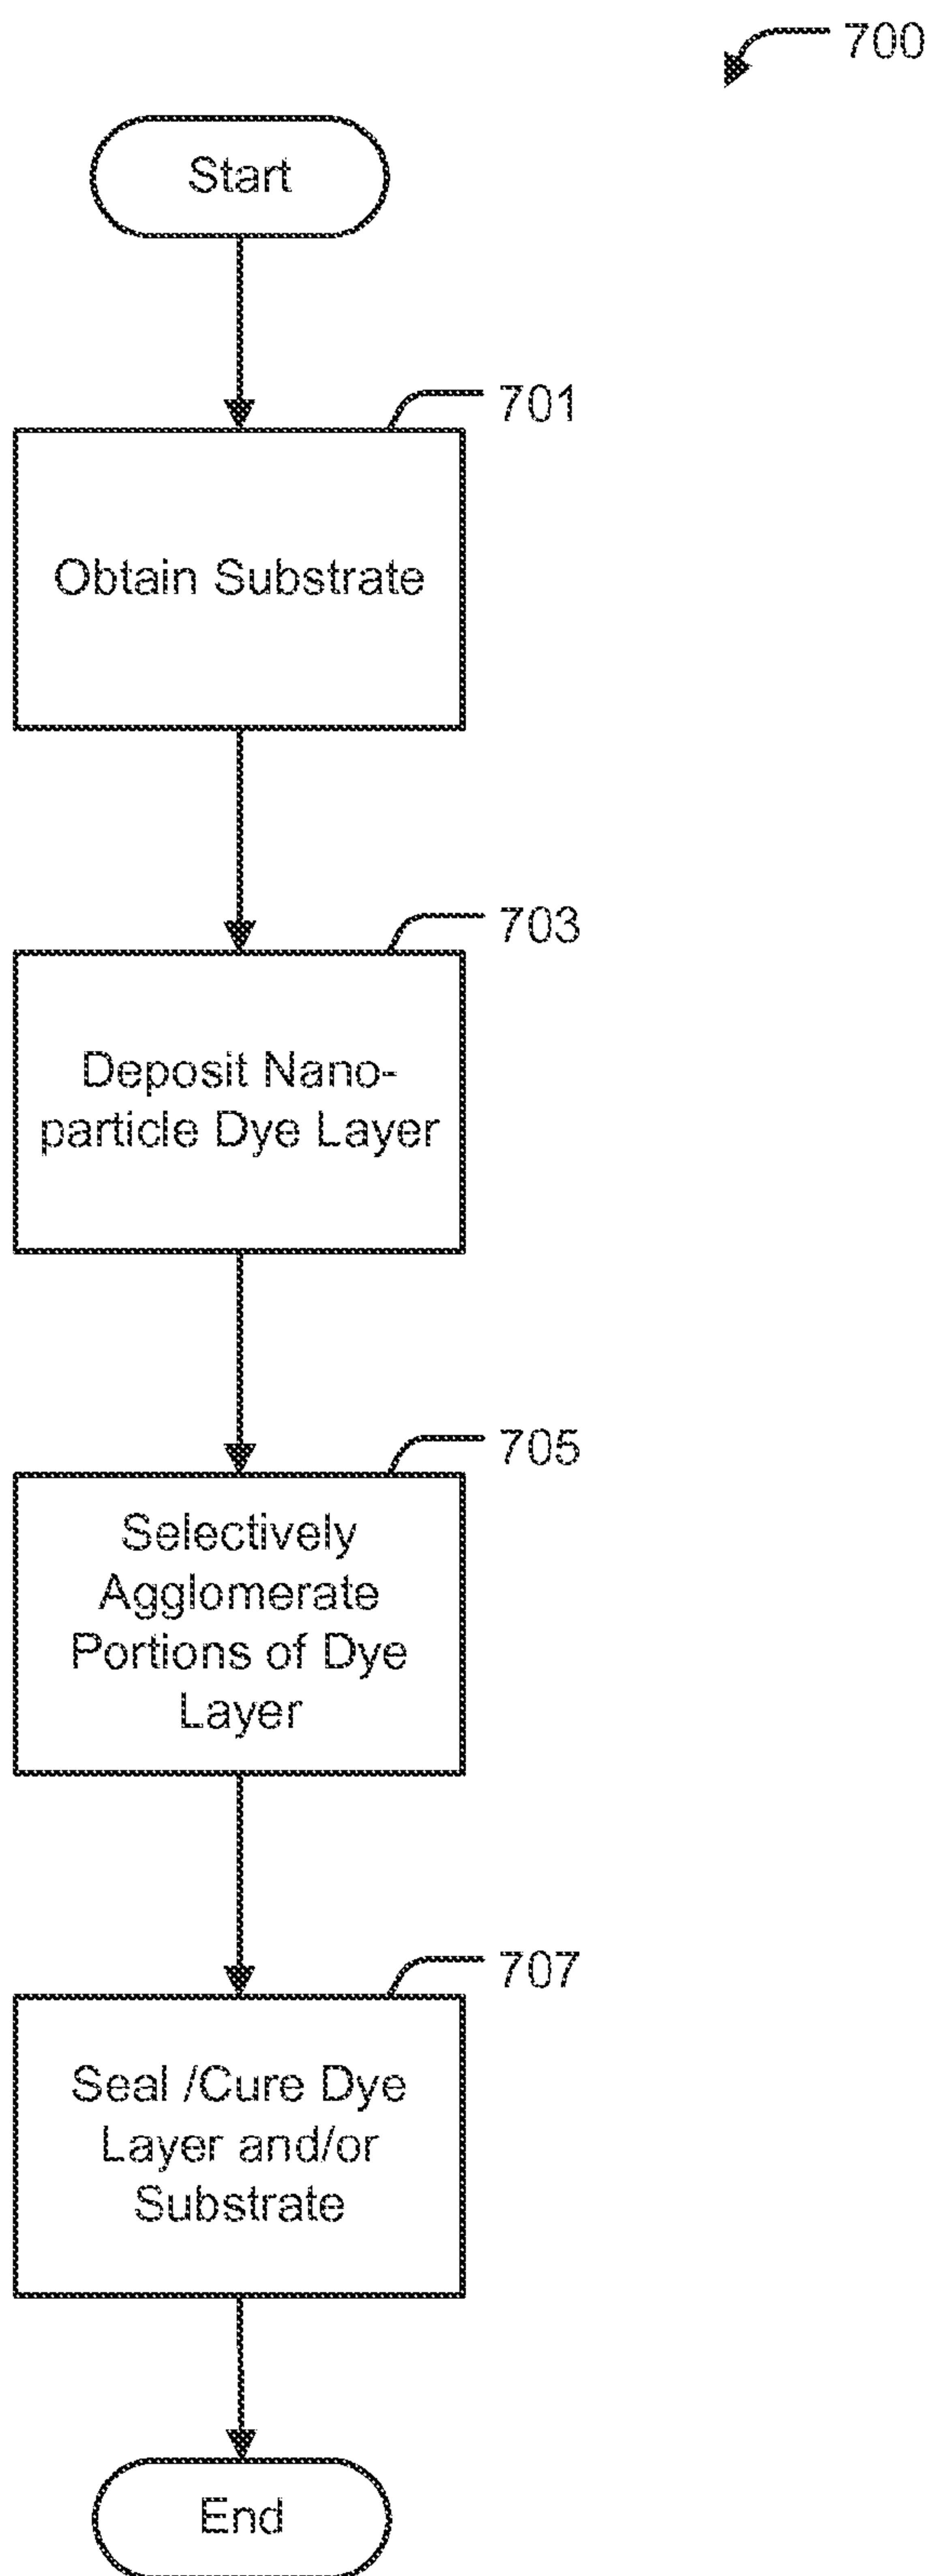 700
Start
701
Obtain Substrate
703
Deposit Nano-
particle Dye Layer
705
Selectively
Agglomerate
Portions of Dye
Layer
707
Seal /Cure Dye
Layer and/or
Substrate
End